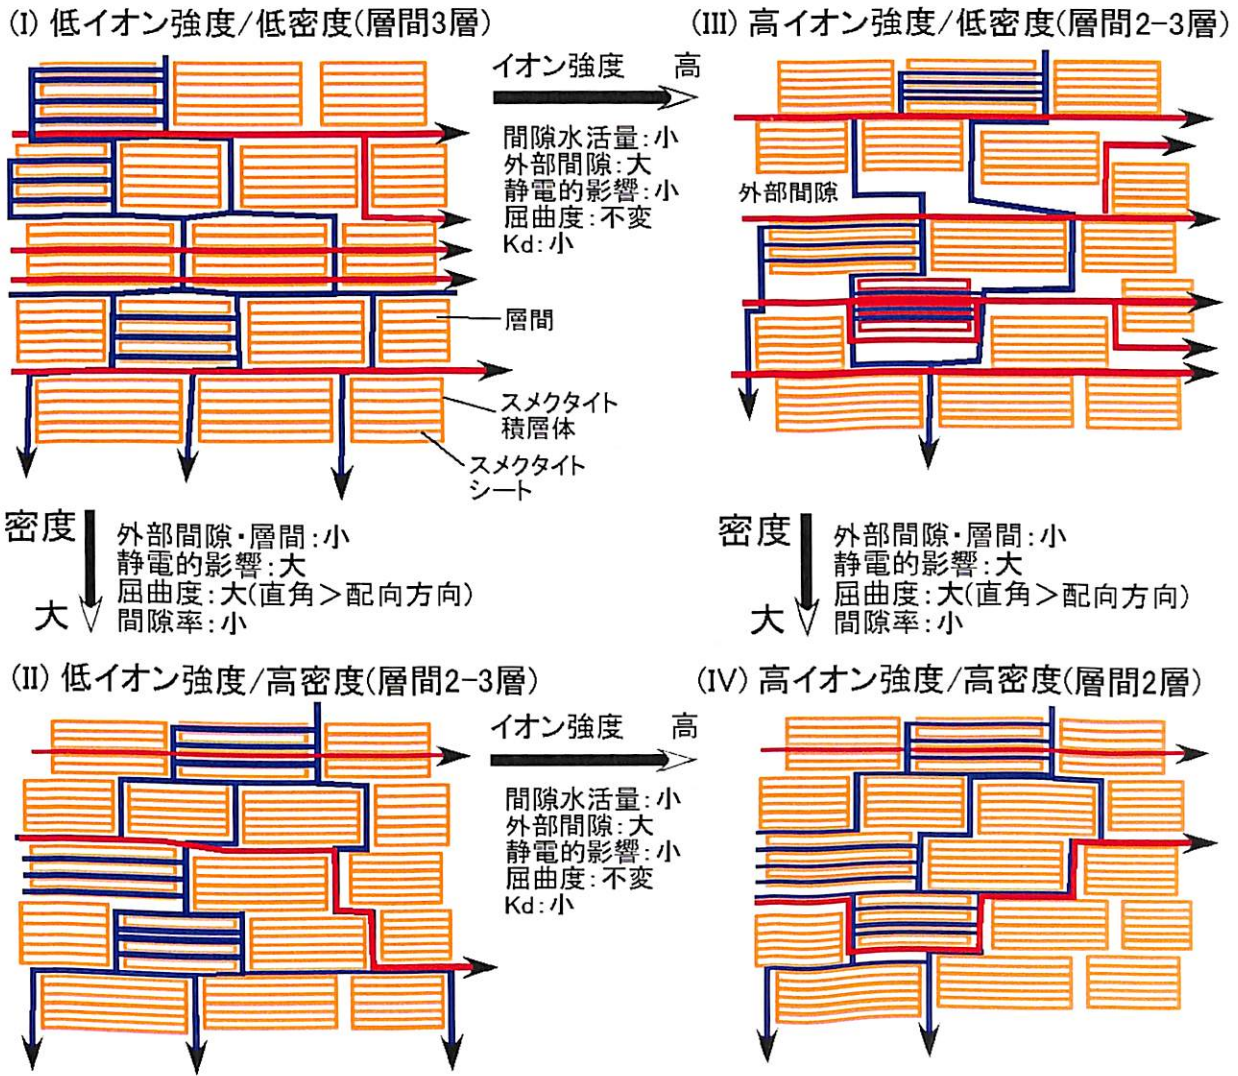 (I) 低イオン強度/低密度(層間3層)
イオン強度 高
間隙水活量:小
外部間隙:大
静電的影響:小
屈曲度:不変
Kd:小
層間
スメクタイト
積層体
スメクタイト
シート
(III) 高イオン強度/低密度(層間2-3層)
外部間隙
密度
大
外部間隙・層間:小
静電的影響:大
屈曲度:大(直角>配向方向)
間隙率:小
密度
大
外部間隙・層間:小
静電的影響:大
屈曲度:大(直角>配向方向)
間隙率:小
(II) 低イオン強度/高密度(層間2-3層)
イオン強度 高
間隙水活量:小
外部間隙:大
静電的影響:小
屈曲度:不変
Kd:小
(IV) 高イオン強度/高密度(層間2層)